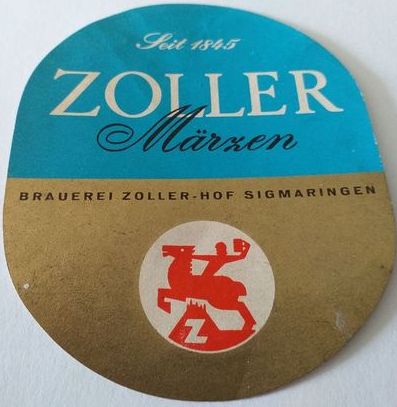 Seit 1845
ZOLLER
Märzen
BRAUEREI ZOLLER-HOF SIGMARINGEN
Z